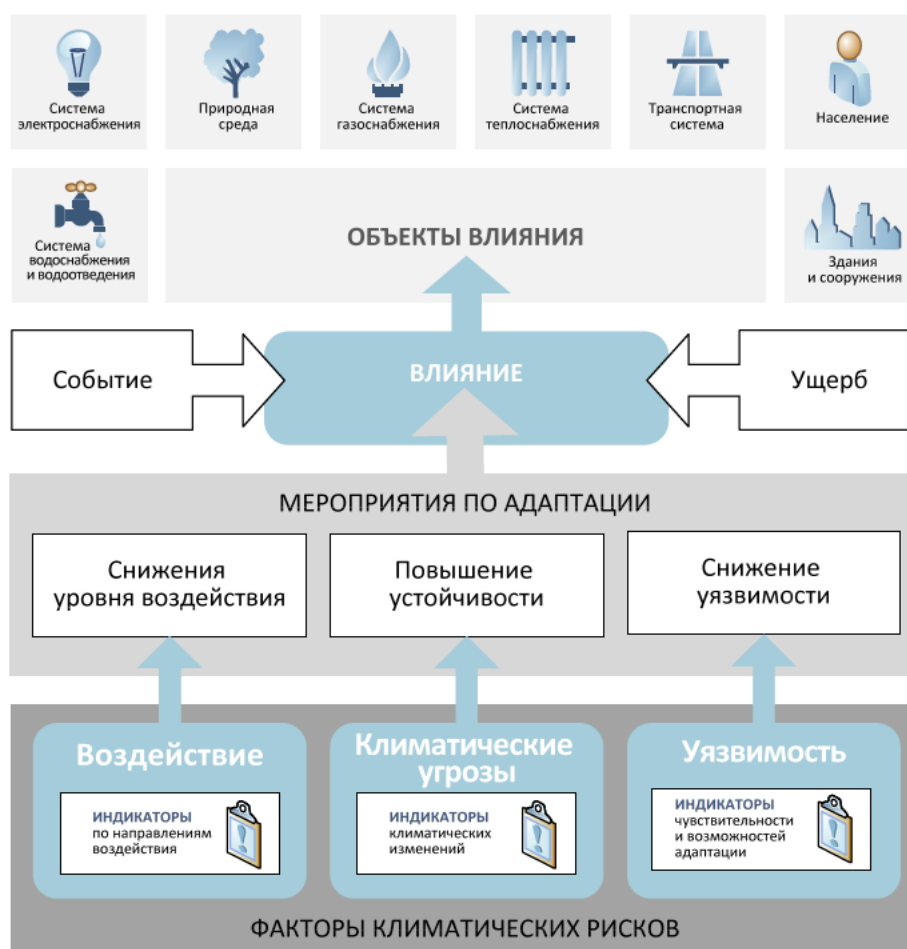 Система
электроснабжения
Природная
среда
Система
газоснабжения
Система
теплоснабжения
Транспортная
система
Население
Система
водоснабжения
и водоотведения
ОБЪЕКТЫ ВЛИЯНИЯ
Здания
и сооружения
Событие
ВЛИЯНИЕ
Ущерб
МЕРОПРИЯТИЯ ПО АДАПТАЦИИ
Снижения
уровня воздействия
Повышение
устойчивости
Снижение
уязвимости
Воздействие
ИНДИКАТОРЫ
по направлениям
воздействия
Климатические
угрозы
ИНДИКАТОРЫ
климатических
изменений
Уязвимость
ИНДИКАТОРЫ
чувствительности
и возможностей
адаптации
ФАКТОРЫ КЛИМАТИЧЕСКИХ РИСКОВ